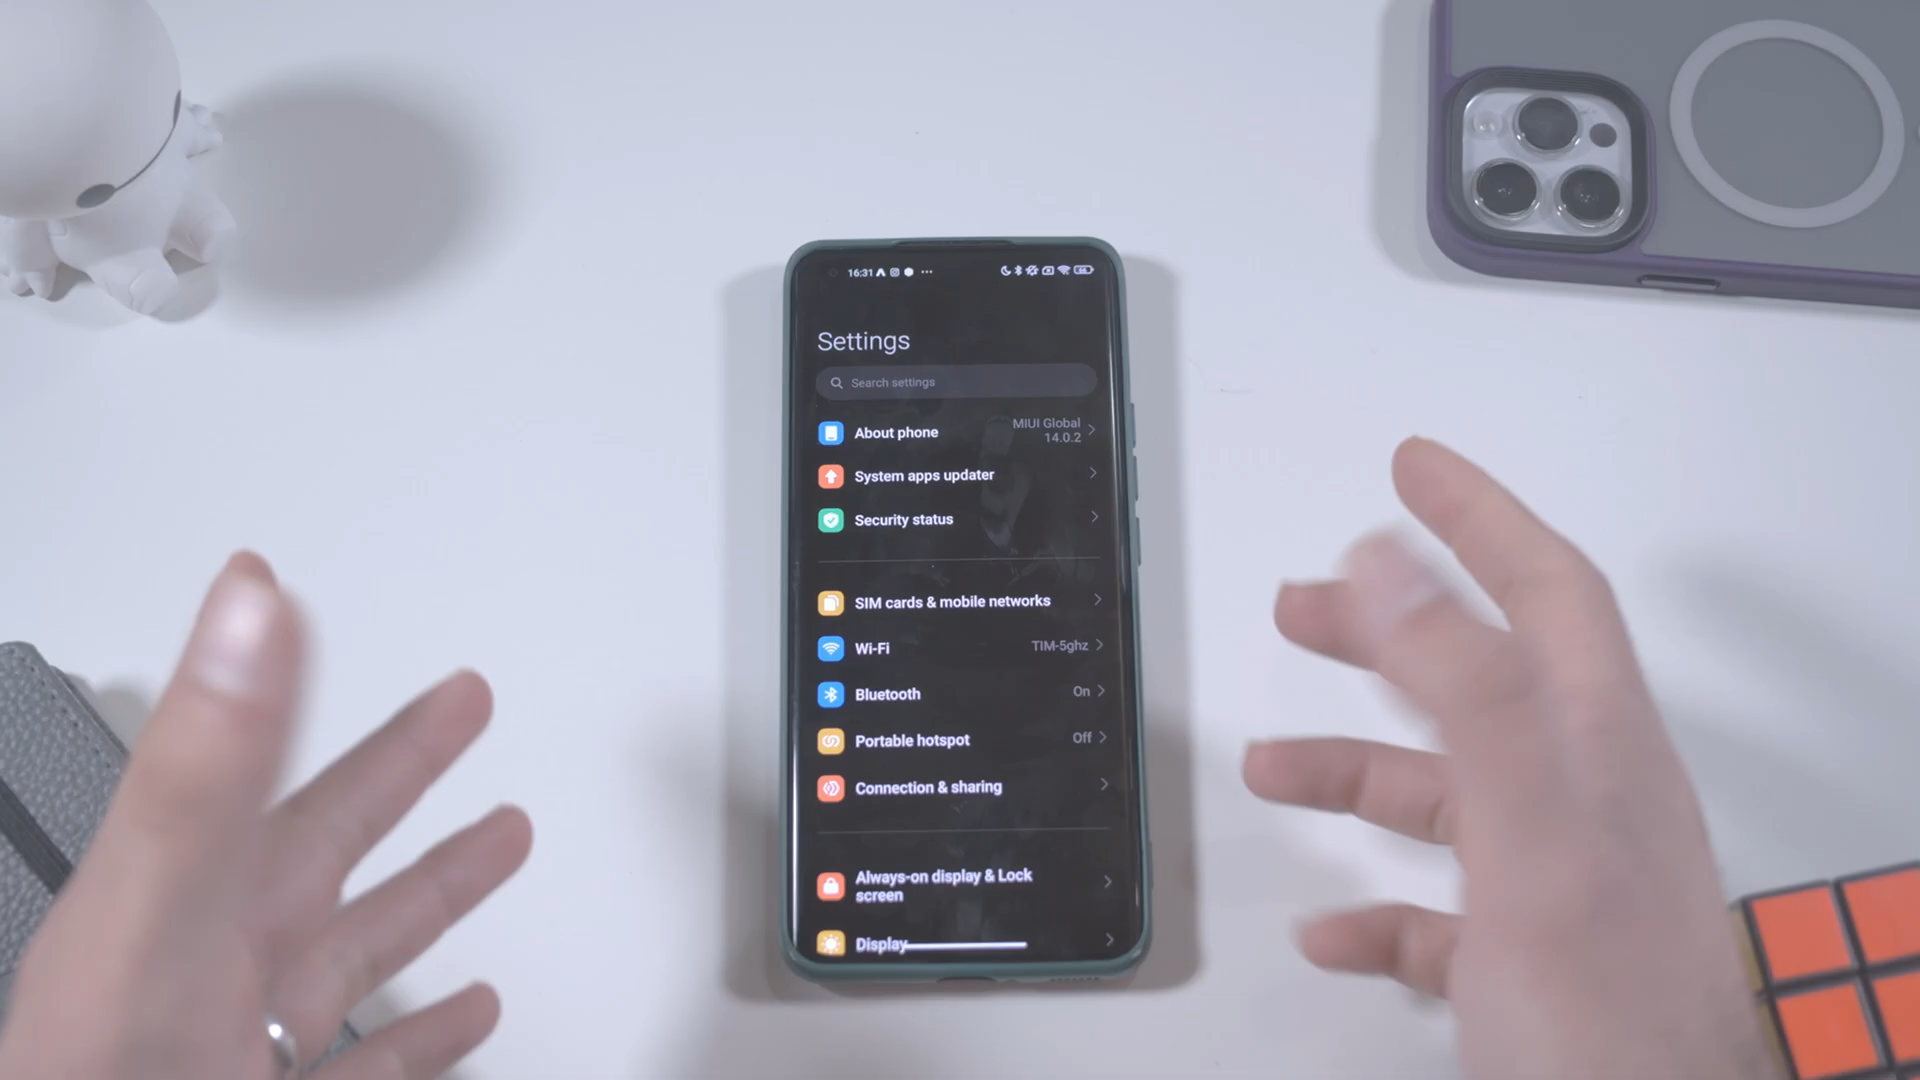 16:31
Settings
Search settings
About phone
MIUI Global
14.0.2
System apps updater
Security status
SIM cards & mobile networks
Wi-Fi
TIM-5ghz
Bluetooth
On
Portable hotspot
Off
Connection & sharing
Always-on display & Lock
screen
Display